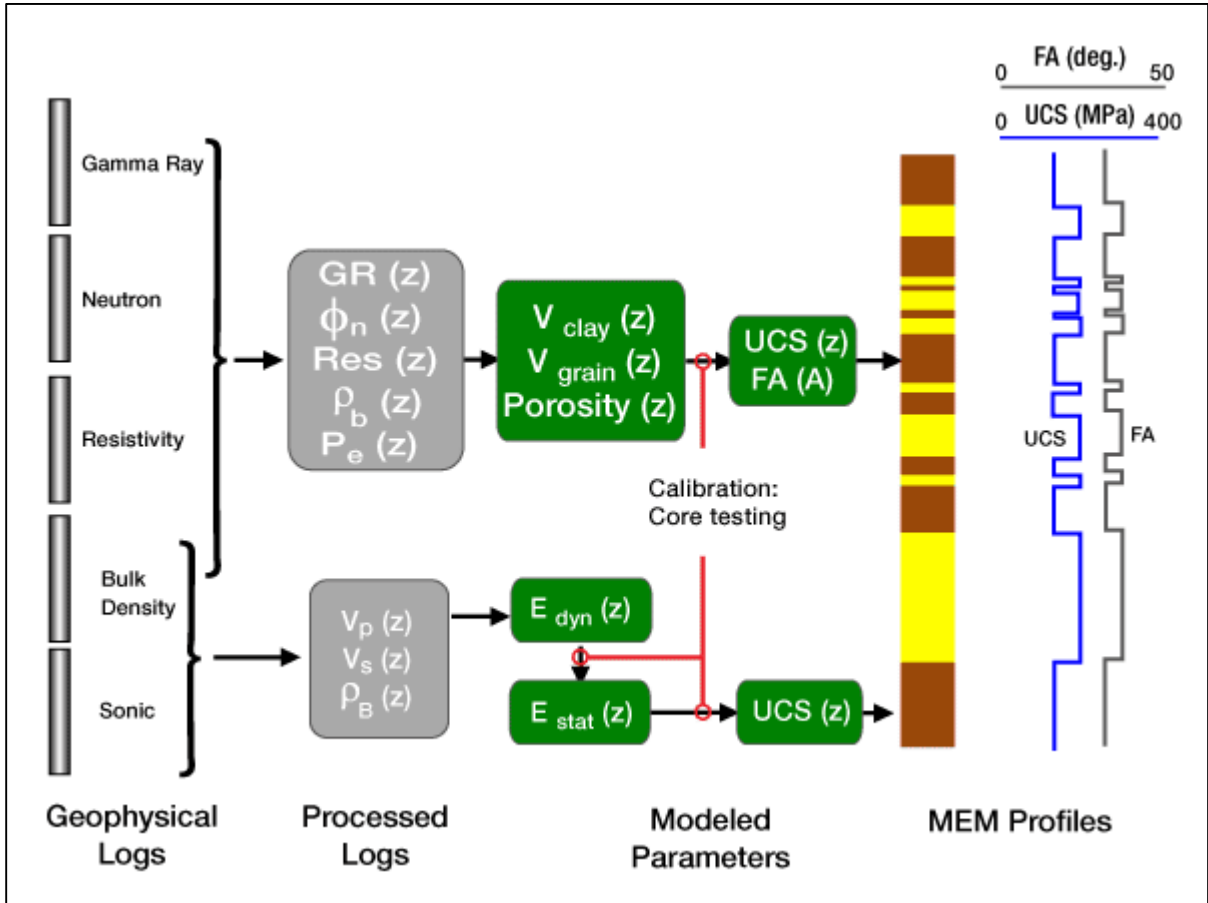 FA (deg.)
0 50
0 UCS (MPa) 400
Gamma Ray
Neutron
Resistivity
Bulk
Density
Sonic
GR (z)
ϕn (z)
Res (z)
ρb (z)
Pe (z)
V clay (z)
V grain (z)
Porosity (z)
UCS (z)
FA (A)
Calibration:
Core testing
Vp (z)
Vs (z)
ρB (z)
E dyn (z)
E stat (z)
UCS (z)
UCS
FA
Geophysical
Logs
Processed
Logs
Modeled
Parameters
MEM Profiles